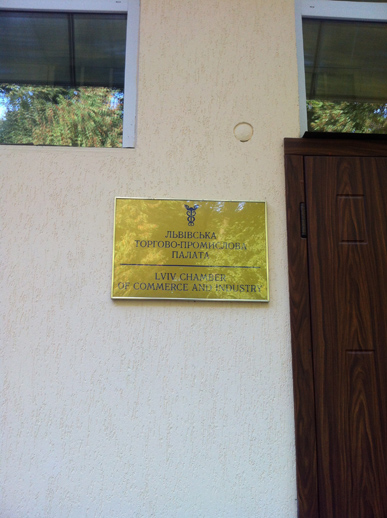 ЛЬВІВСЬКА
ТОРГОВО-ПРОМИСЛОВА
ПАЛАТА
LVIV CHAMBER
OF COMMERCE AND INDUSTRY